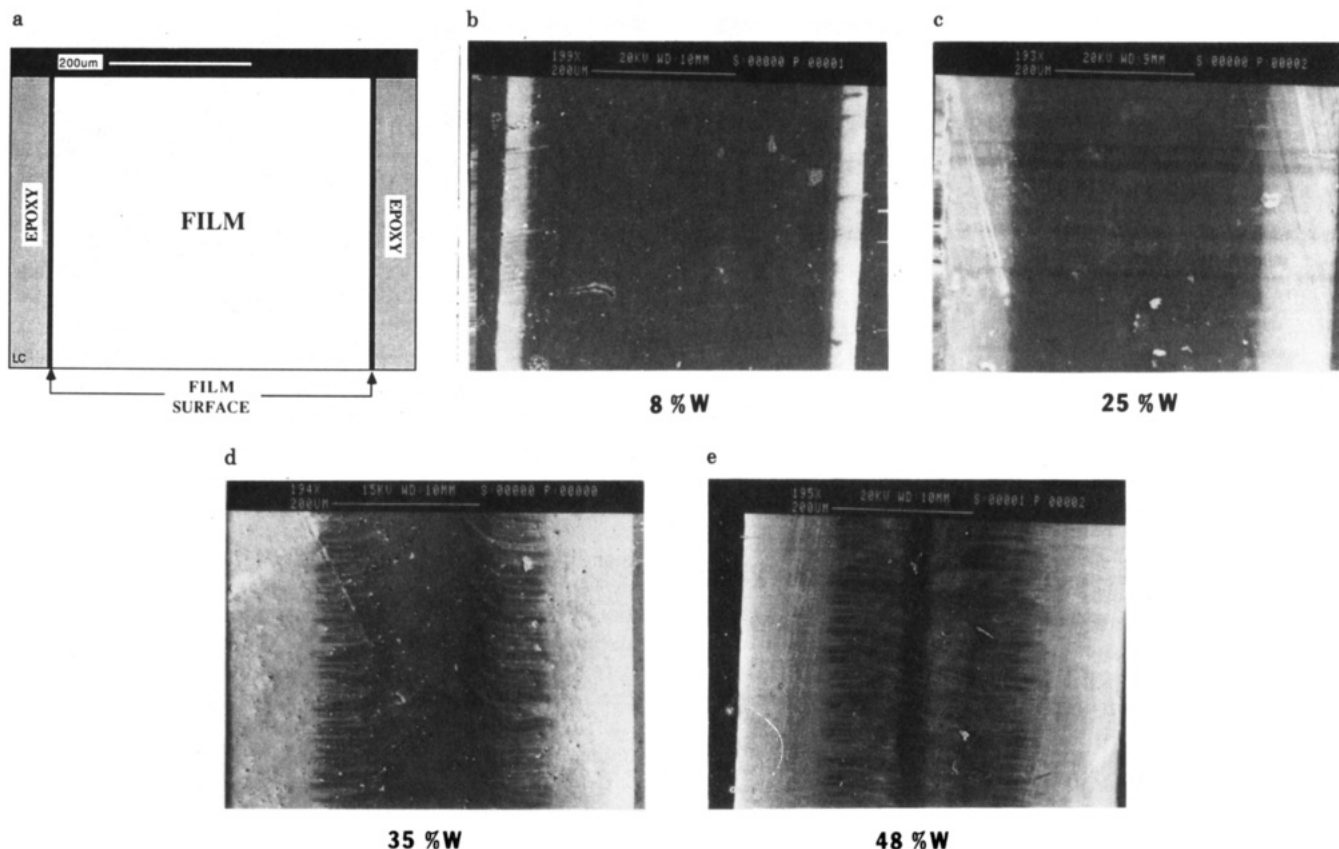 a
200um
EPOXY
FILM
EPOXY
LC
FILM
SURFACE
b
199X 20KV WD:10MM S:00000 P:00001
200UM
8 %W
c
193X 20KV WD:9MM S:00000 P:00002
200UM
25 %W
d
194X 15KV WD:10MM S:00000 P:00000
200UM
35 %W
e
195X 20KV WD:10MM S:00001 P:00002
200UM
48 %W